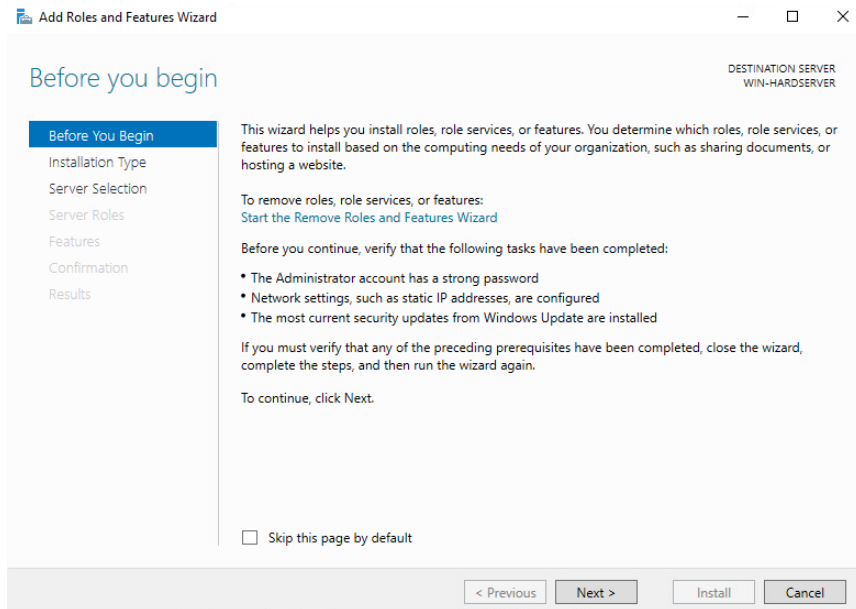 Add Roles and Features Wizard
Before you begin
DESTINATION SERVER
WIN-HARDSERVER
Before You Begin
Installation Type
Server Selection
Server Roles
Features
Confirmation
Results
This wizard helps you install roles, role services, or features. You determine which roles, role services, or
features to install based on the computing needs of your organization, such as sharing documents, or
hosting a website.
To remove roles, role services, or features:
Start the Remove Roles and Features Wizard
Before you continue, verify that the following tasks have been completed:
• The Administrator account has a strong password
• Network settings, such as static IP addresses, are configured
• The most current security updates from Windows Update are installed
If you must verify that any of the preceding prerequisites have been completed, close the wizard,
complete the steps, and then run the wizard again.
To continue, click Next.
Skip this page by default
< Previous
Next >
Install
Cancel